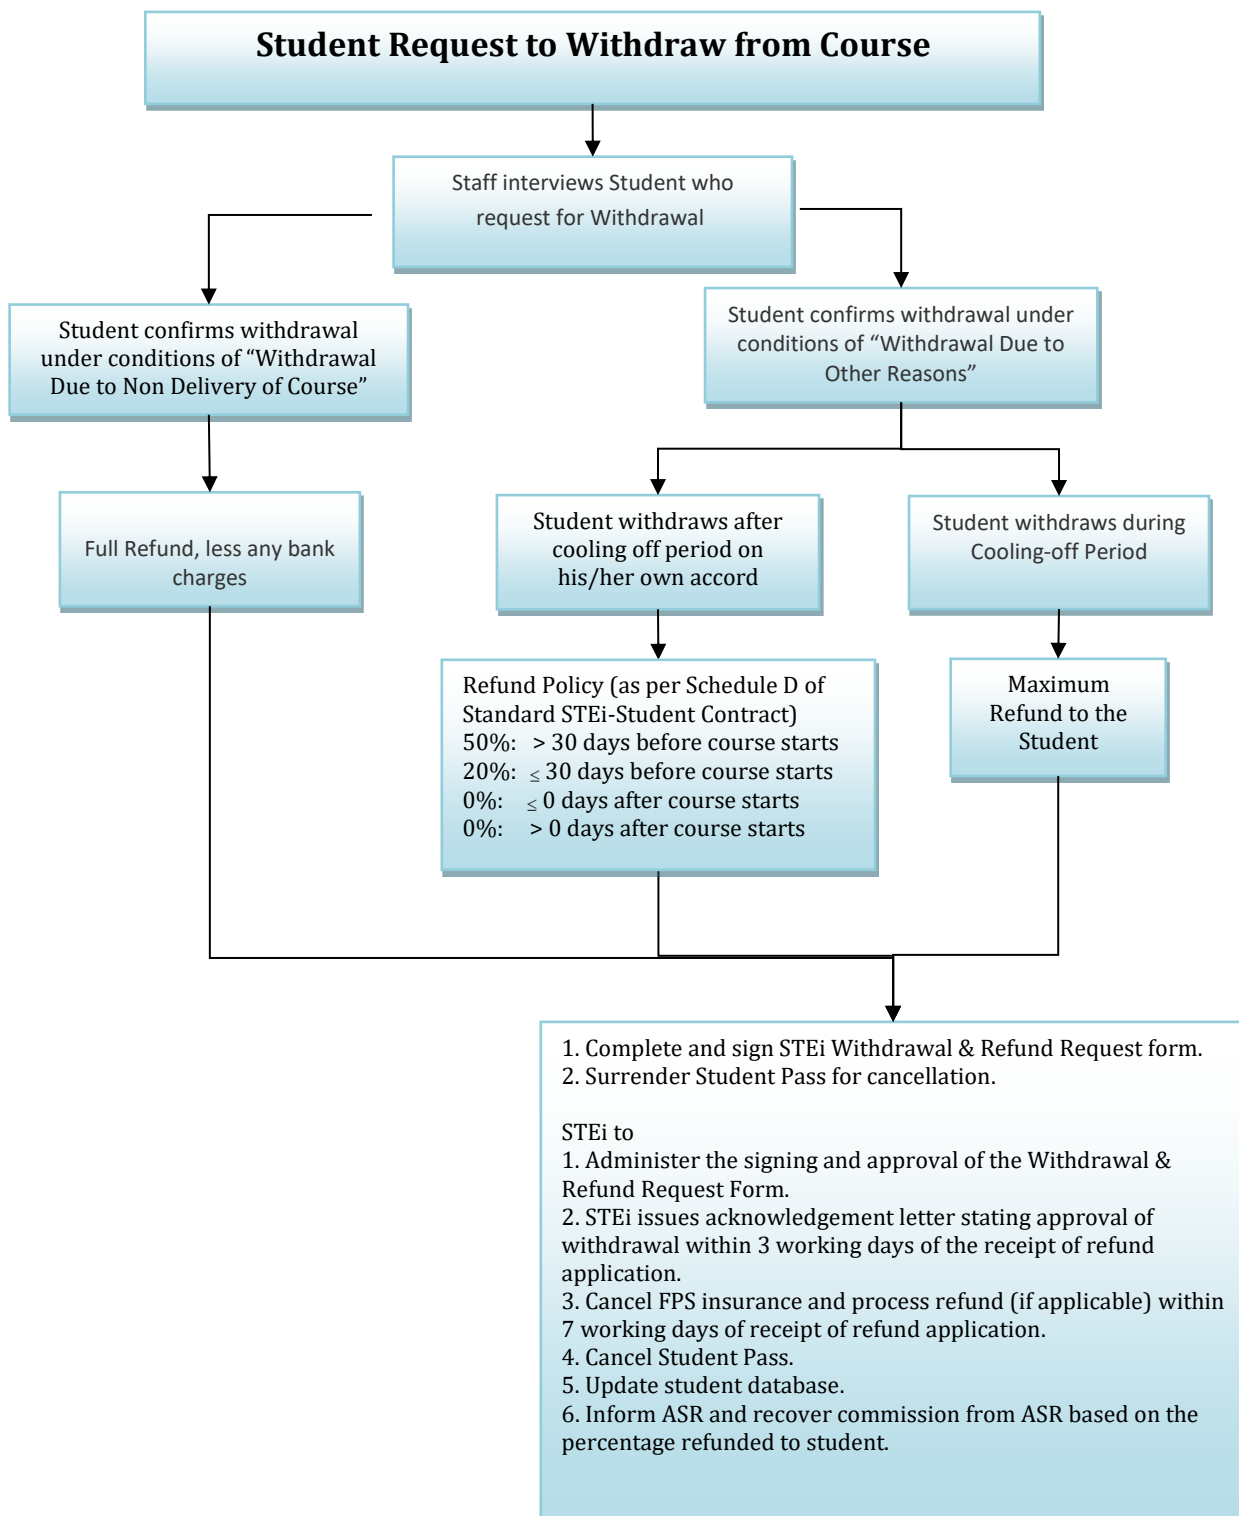 Student Request to Withdraw from Course
Staff interviews Student who
request for Withdrawal
Student confirms withdrawal
under conditions of “Withdrawal
Due to Non Delivery of Course”
Student confirms withdrawal under
conditions of “Withdrawal Due to
Other Reasons”
Full Refund, less any bank
charges
Student withdraws after
cooling off period on
his/her own accord
Student withdraws during
Cooling-off Period
Refund Policy (as per Schedule D of
Standard STEi-Student Contract)
50%: > 30 days before course starts
20%: ≤ 30 days before course starts
0%: ≤ 0 days after course starts
0%: > 0 days after course starts
Maximum
Refund to the
Student
1. Complete and sign STEi Withdrawal & Refund Request form.
2. Surrender Student Pass for cancellation.
STEi to
1. Administer the signing and approval of the Withdrawal &
Refund Request Form.
2. STEi issues acknowledgement letter stating approval of
withdrawal within 3 working days of the receipt of refund
application.
3. Cancel FPS insurance and process refund (if applicable) within
7 working days of receipt of refund application.
4. Cancel Student Pass.
5. Update student database.
6. Inform ASR and recover commission from ASR based on the
percentage refunded to student.